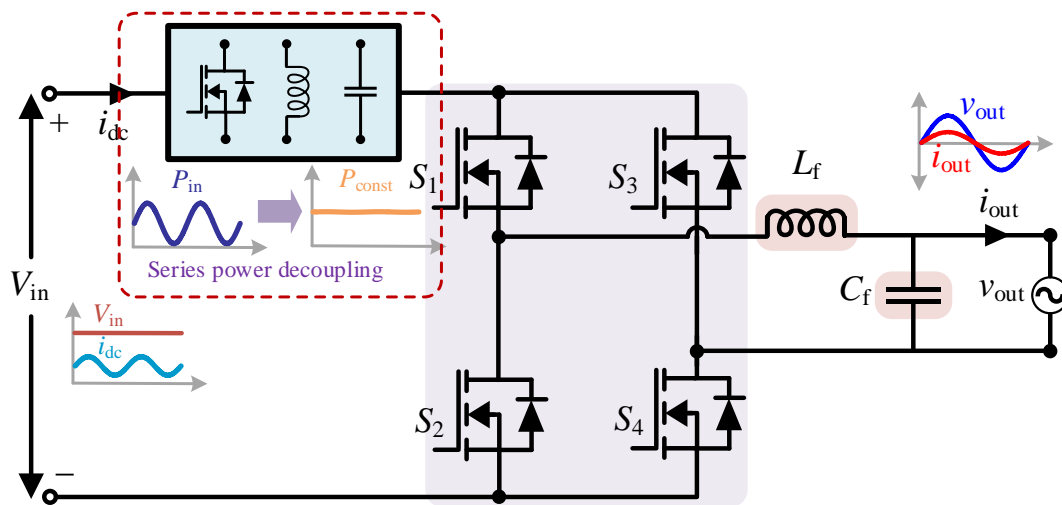 +
i_dc
P_in
P_const
Series power decoupling
V_in
V_in
i_dc
−
S_1
S_3
S_2
S_4
L_f
C_f
v_out
i_out
i_out
v_out